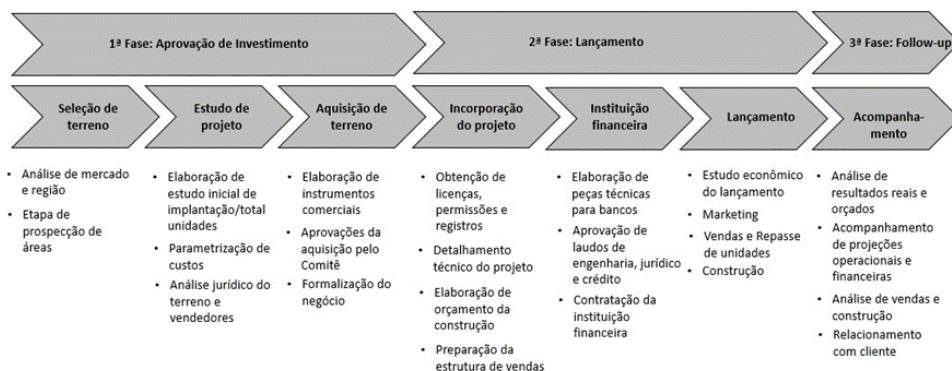 1ª Fase: Aprovação de Investimento
2ª Fase: Lançamento
3ª Fase: Follow-up
Seleção de
terreno
Estudo de
projeto
Aquisição de
terreno
Incorporação
do projeto
Instituição
financeira
Lançamento
Acompanha-
mento
• Análise de mercado
e região
• Etapa de
prospecção de
áreas
• Elaboração de
estudo inicial de
implantação/total
unidades
• Parametrização de
custos
• Análise jurídico do
terreno e
vendedores
• Elaboração de
instrumentos
comerciais
• Aprovações da
aquisição pelo
Comitê
• Formalização do
negócio
• Obtenção de
licenças,
permissões e
registros
• Detalhamento
técnico do projeto
• Elaboração de
orçamento da
construção
• Preparação da
estrutura de vendas
• Elaboração de
peças técnicas
para bancos
• Aprovação de
laudos de
engenharia, jurídico
e crédito
• Contratação da
instituição
financeira
• Estudo econômico
do lançamento
• Marketing
• Vendas e Repasse
de unidades
• Construção
• Análise de
resultados reais e
orçados
• Acompanhamento
de projeções
operacionais e
financeiras
• Análise de vendas e
construção
• Relacionamento
com cliente